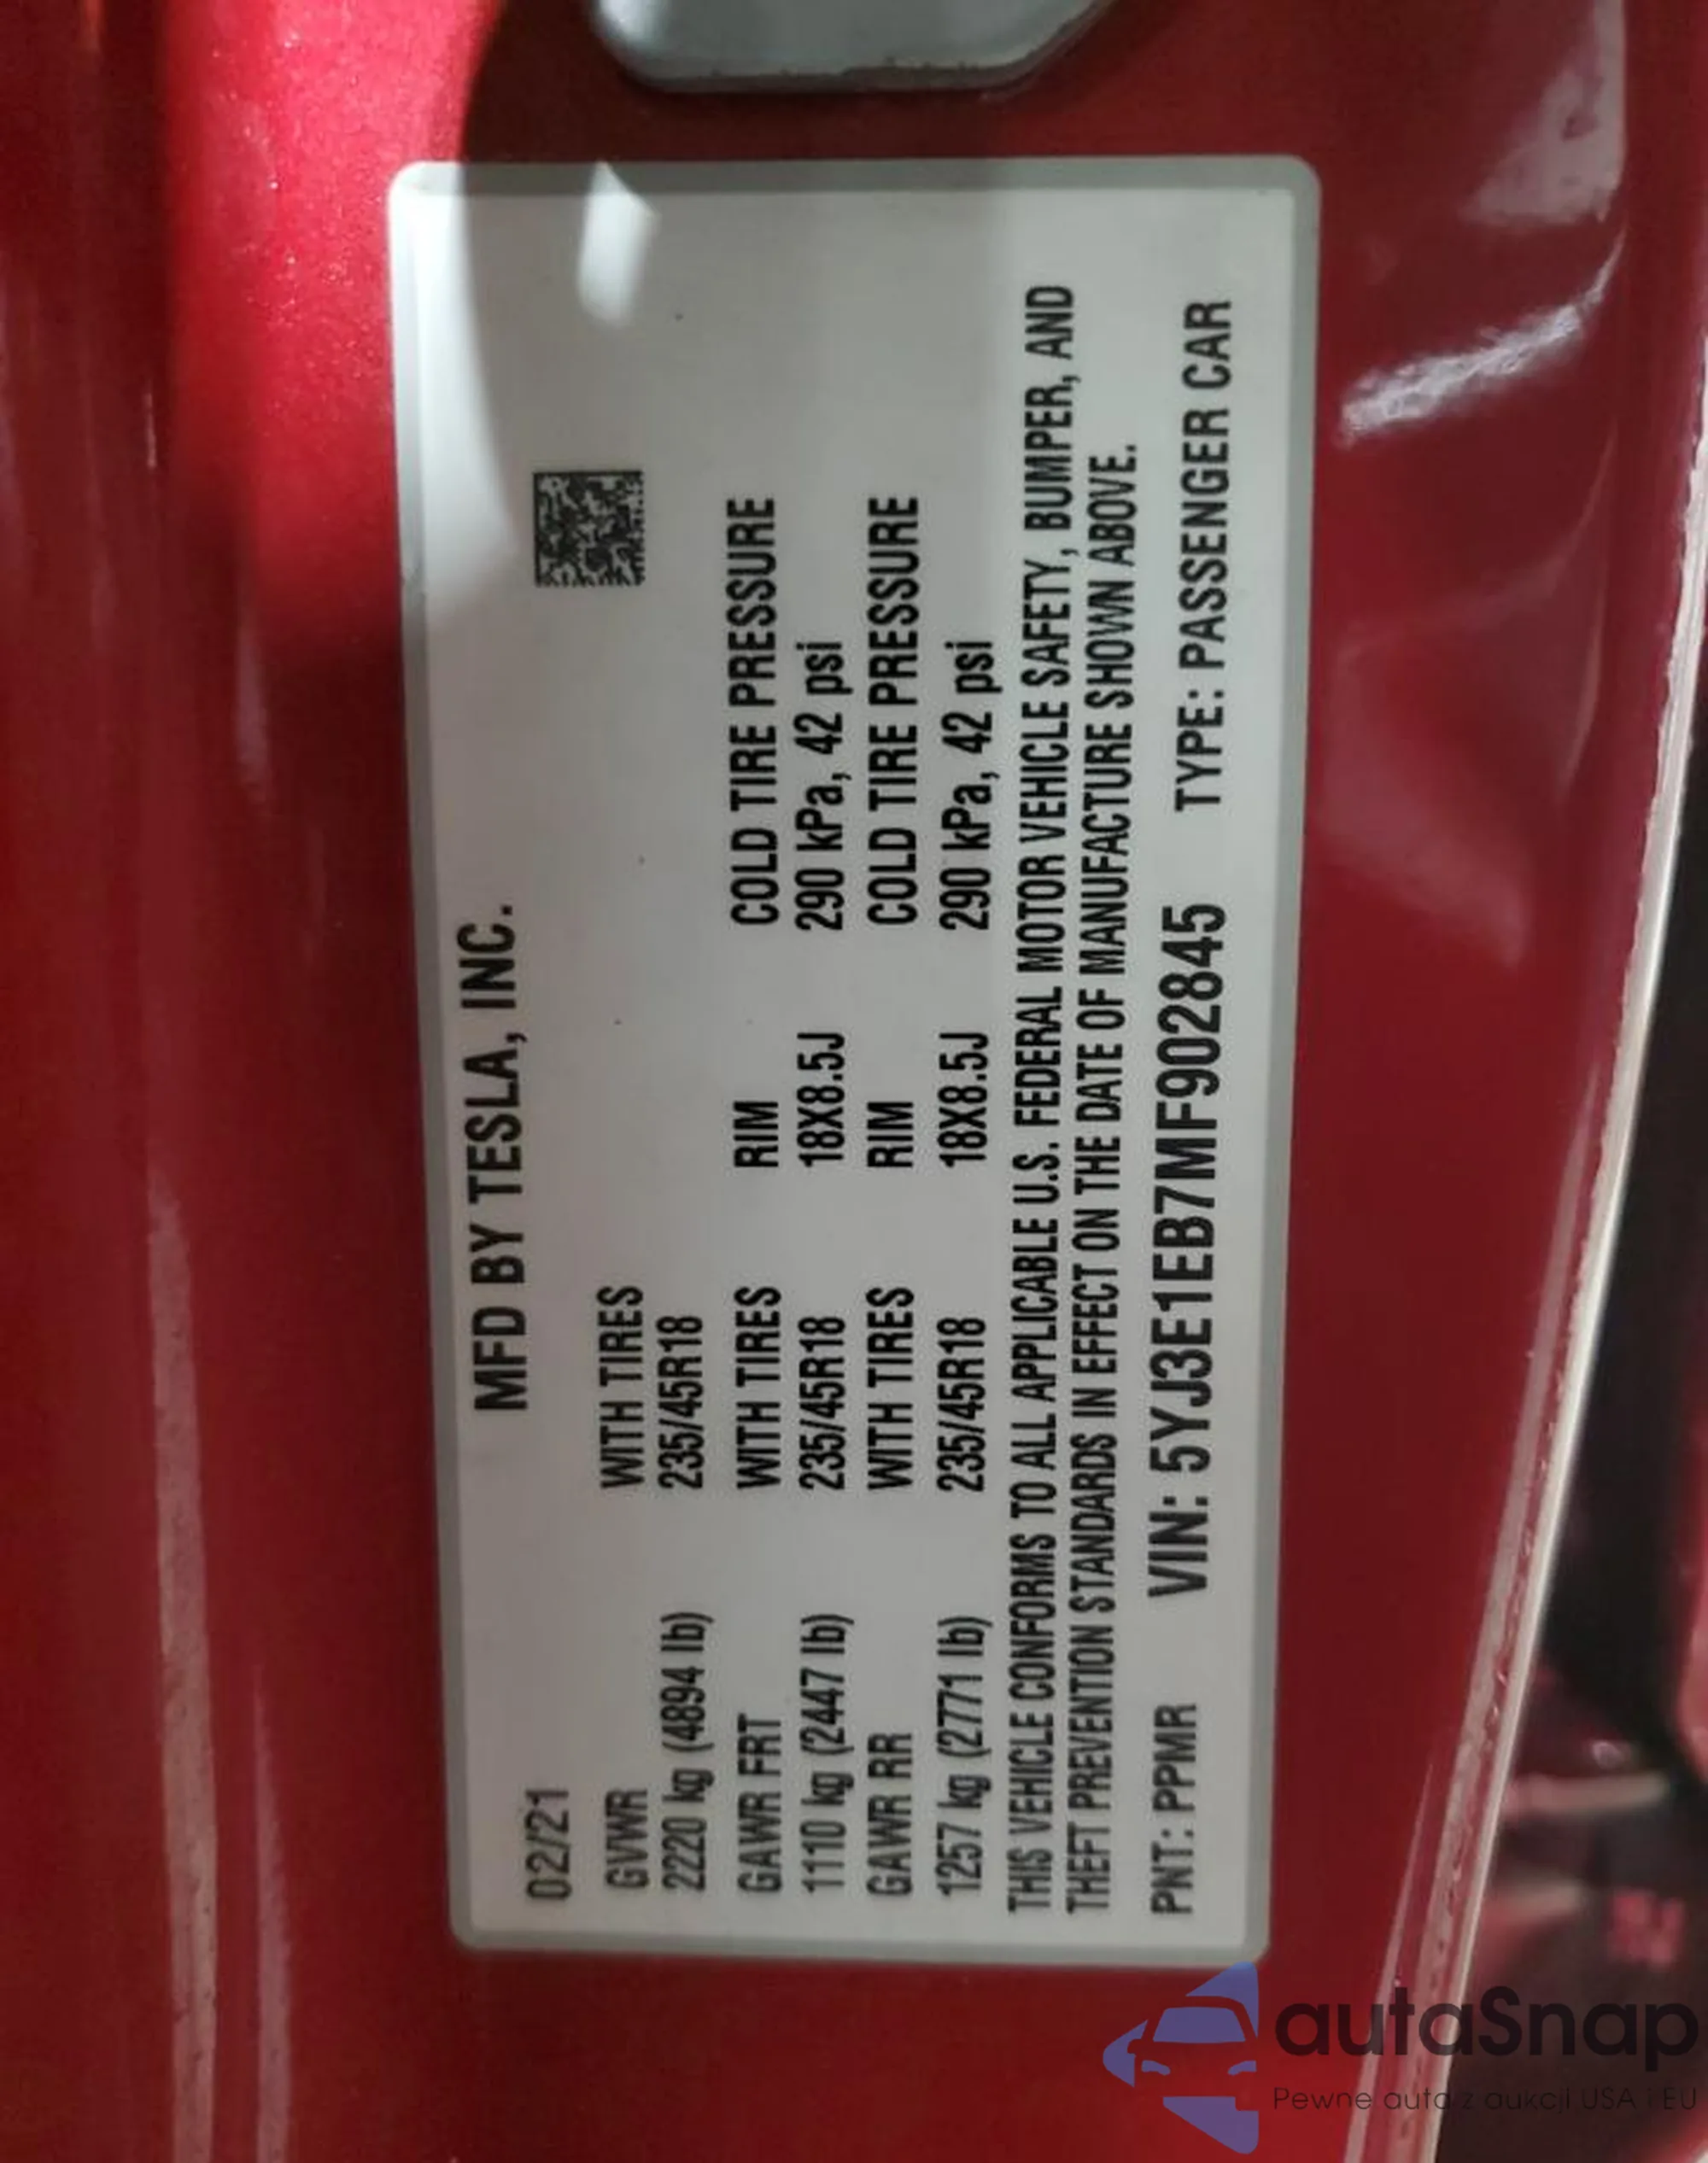 MFD BY TESLA, INC.
02/21
GVWR WITH TIRES
2220 kg (4894 lb) 235/45R18
GAWR FRT WITH TIRES RIM COLD TIRE PRESSURE
1110 kg (2447 lb) 235/45R18 18X8.5J 290 kPa, 42 psi
GAWR RR WITH TIRES RIM COLD TIRE PRESSURE
1257 kg (2771 lb) 235/45R18 18X8.5J 290 kPa, 42 psi
THIS VEHICLE CONFORMS TO ALL APPLICABLE U.S. FEDERAL MOTOR VEHICLE SAFETY, BUMPER, AND
THEFT PREVENTION STANDARDS IN EFFECT ON THE DATE OF MANUFACTURE SHOWN ABOVE.
PNT: PPMR VIN: 5YJ3E1EB7MF902845 TYPE: PASSENGER CAR
autaSnap
Pewne auta z aukcji USA i EU